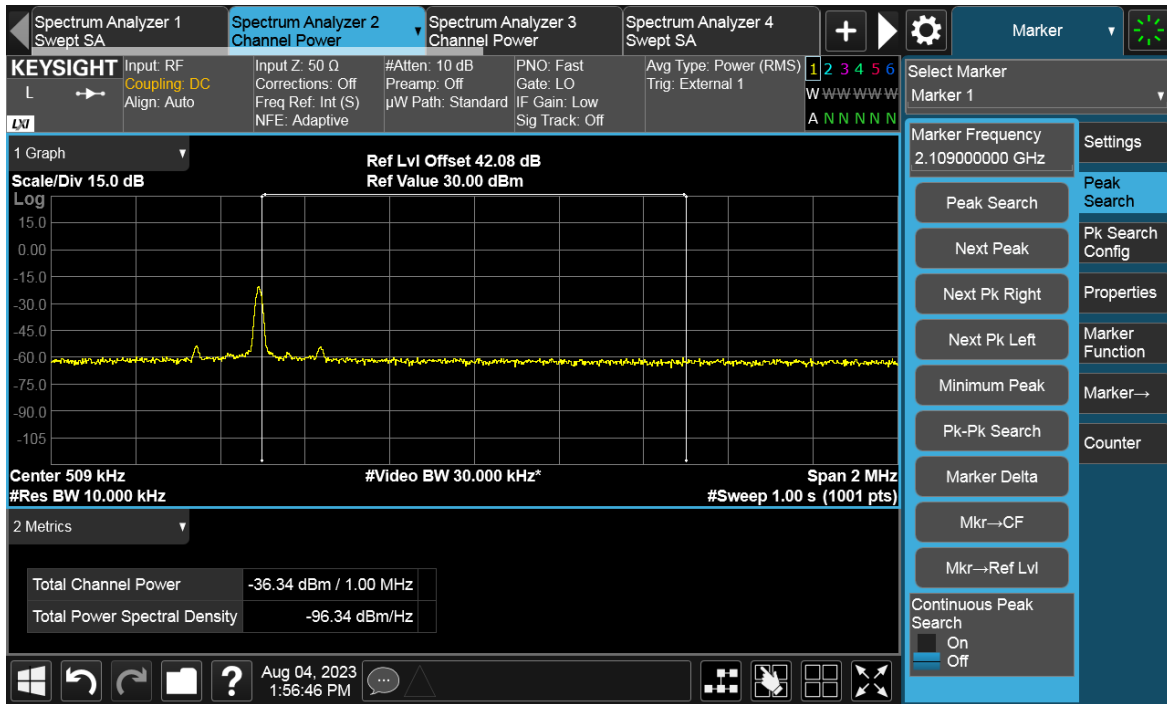 Spectrum Analyzer 1
Swept SA
Spectrum Analyzer 2
Channel Power
Spectrum Analyzer 3
Channel Power
Spectrum Analyzer 4
Swept SA
+
Marker
KEYSIGHT
L
LXI
Input: RF
Coupling: DC
Align: Auto
Input Z: 50 Ω
Corrections: Off
Freq Ref: Int (S)
NFE: Adaptive
#Atten: 10 dB
Preamp: Off
µW Path: Standard
PNO: Fast
Gate: LO
IF Gain: Low
Sig Track: Off
Avg Type: Power (RMS)
Trig: External 1
1 2 3 4 5 6
W W W W W W
A N N N N N
Select Marker
Marker 1
Marker Frequency
2.109000000 GHz
Peak Search
Next Peak
Next Pk Right
Next Pk Left
Minimum Peak
Pk-Pk Search
Marker Delta
Mkr→CF
Mkr→Ref Lvl
Continuous Peak
Search
On
Off
Settings
Peak
Search
Pk Search
Config
Properties
Marker
Function
Marker→
Counter
1 Graph
Scale/Div 15.0 dB
Ref Lvl Offset 42.08 dB
Ref Value 30.00 dBm
Log
15.0
0.00
-15.0
-30.0
-45.0
-60.0
-75.0
-90.0
-105
Center 509 kHz
#Video BW 30.000 kHz*
Span 2 MHz
#Res BW 10.000 kHz
#Sweep 1.00 s (1001 pts)
2 Metrics
Total Channel Power -36.34 dBm / 1.00 MHz
Total Power Spectral Density -96.34 dBm/Hz
?
Aug 04, 2023
1:56:46 PM